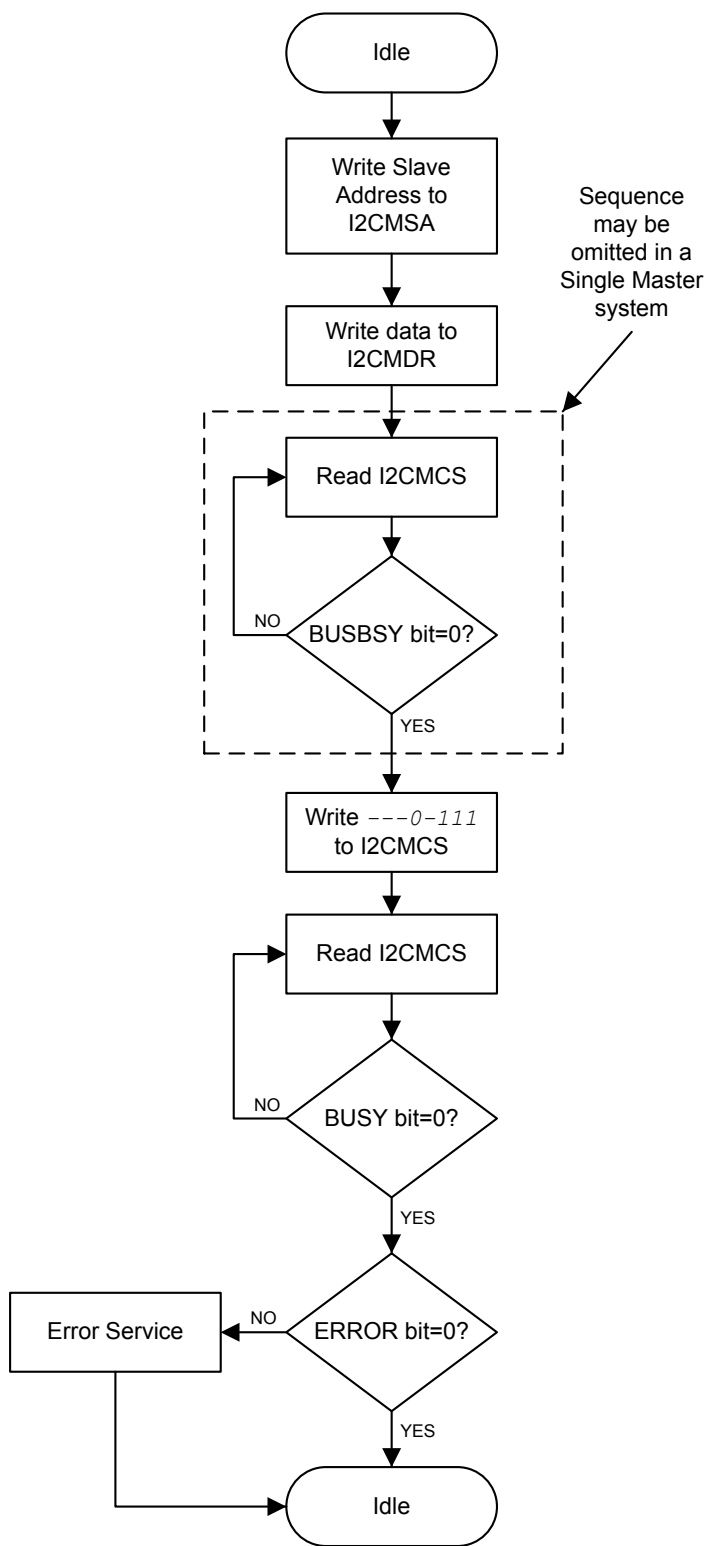 Idle
Write Slave
Address to
I2CMSA
Sequence
may be
omitted in a
Single Master
system
Write data to
I2CMDR
Read I2CMCS
NO
BUSBSY bit=0?
YES
Write ---0-111
to I2CMCS
Read I2CMCS
NO
BUSY bit=0?
YES
Error Service
NO
ERROR bit=0?
YES
Idle